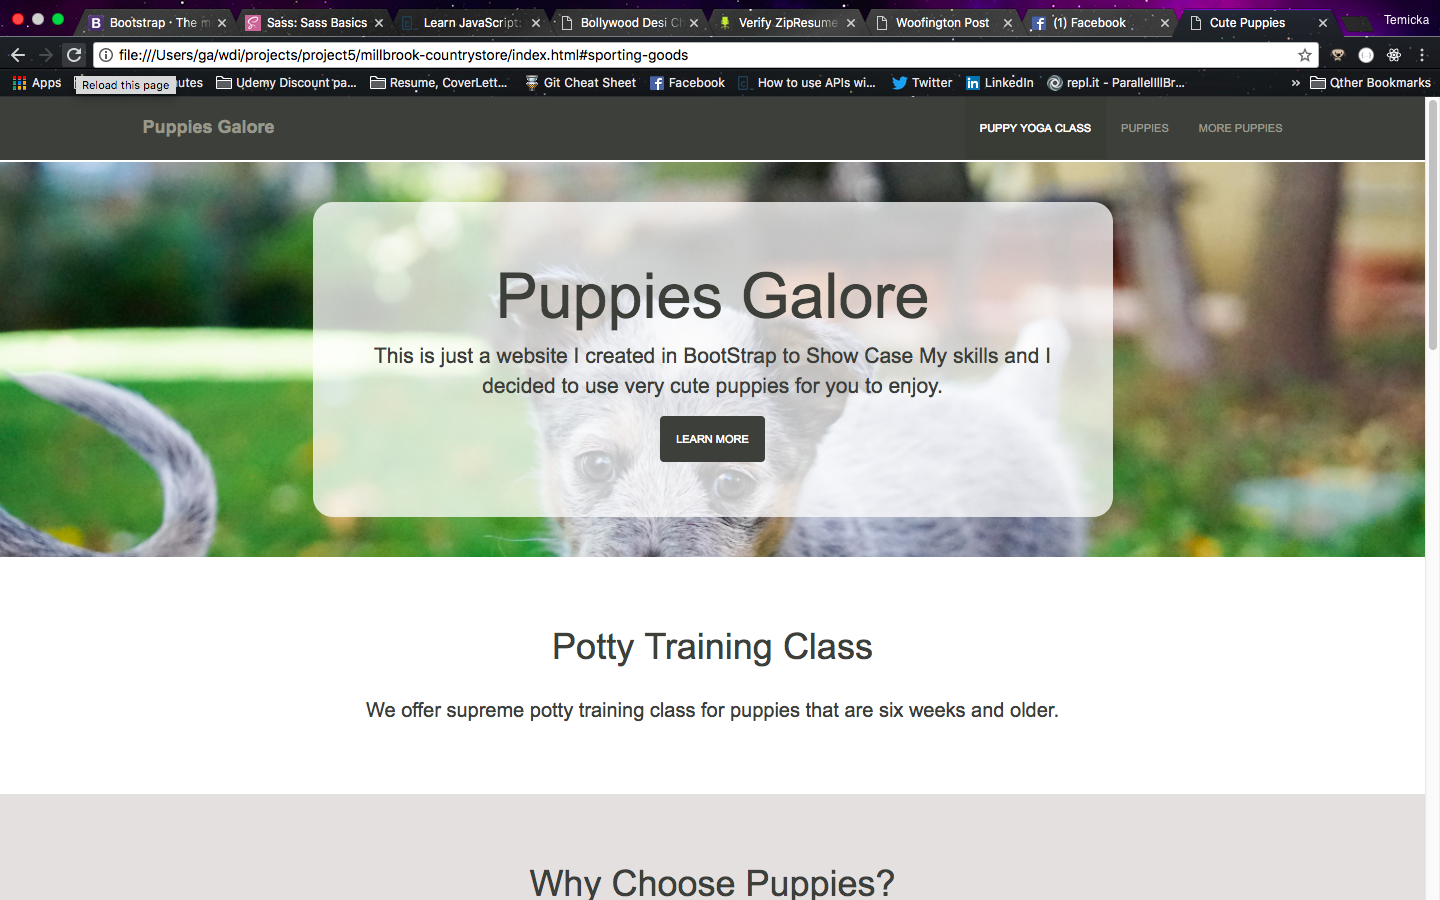 Bootstrap · The m
Sass: Sass Basics
Learn JavaScript:
Bollywood Desi Ch
Verify ZipResume
Woofington Post
(1) Facebook
Cute Puppies
Temicka
file:///Users/ga/wdi/projects/project5/millbrook-countrystore/index.html#sporting-goods
Apps
Reload this page
utes
Udemy Discount pa...
Resume, CoverLett...
Git Cheat Sheet
Facebook
How to use APIs wi...
Twitter
LinkedIn
repl.it - ParallelIllBr...
»
Other Bookmarks
Puppies Galore
PUPPY YOGA CLASS
PUPPIES
MORE PUPPIES
Puppies Galore
This is just a website I created in BootStrap to Show Case My skills and I
decided to use very cute puppies for you to enjoy.
LEARN MORE
Potty Training Class
We offer supreme potty training class for puppies that are six weeks and older.
Why Choose Puppies?